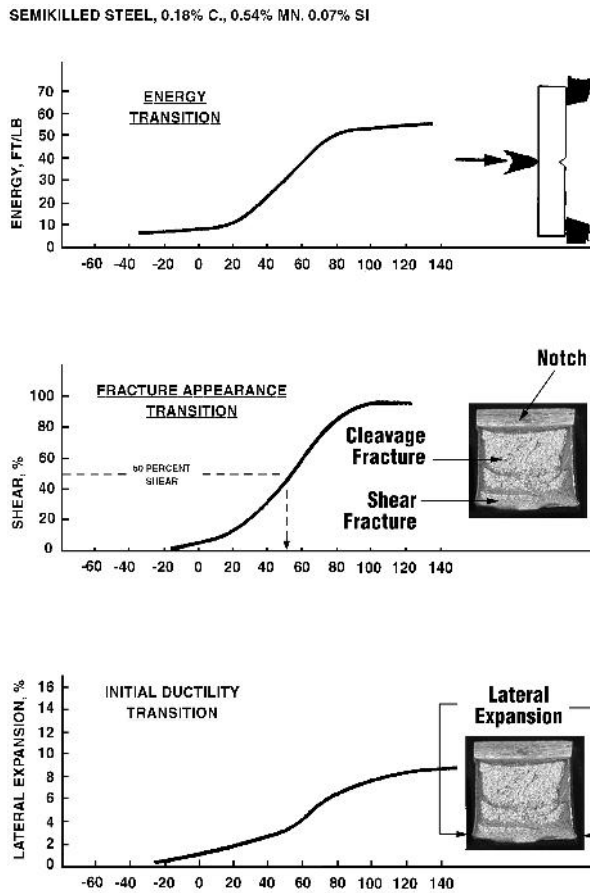 SEMIKILLED STEEL, 0.18% C., 0.54% MN. 0.07% SI
ENERGY
TRANSITION
ENERGY, FT/LB
70
60
50
40
30
20
10
0
-60 -40 -20 0 20 40 60 80 100 120 140
FRACTURE APPEARANCE
TRANSITION
SHEAR, %
100
80
60
40
20
0
50 PERCENT
SHEAR
Notch
Cleavage
Fracture
Shear
Fracture
-60 -40 -20 0 20 40 60 80 100 120 140
INITIAL DUCTILITY
TRANSITION
LATERAL EXPANSION, %
16
14
12
10
8
6
4
2
0
Lateral
Expansion
-60 -40 -20 0 20 40 60 80 100 120 140